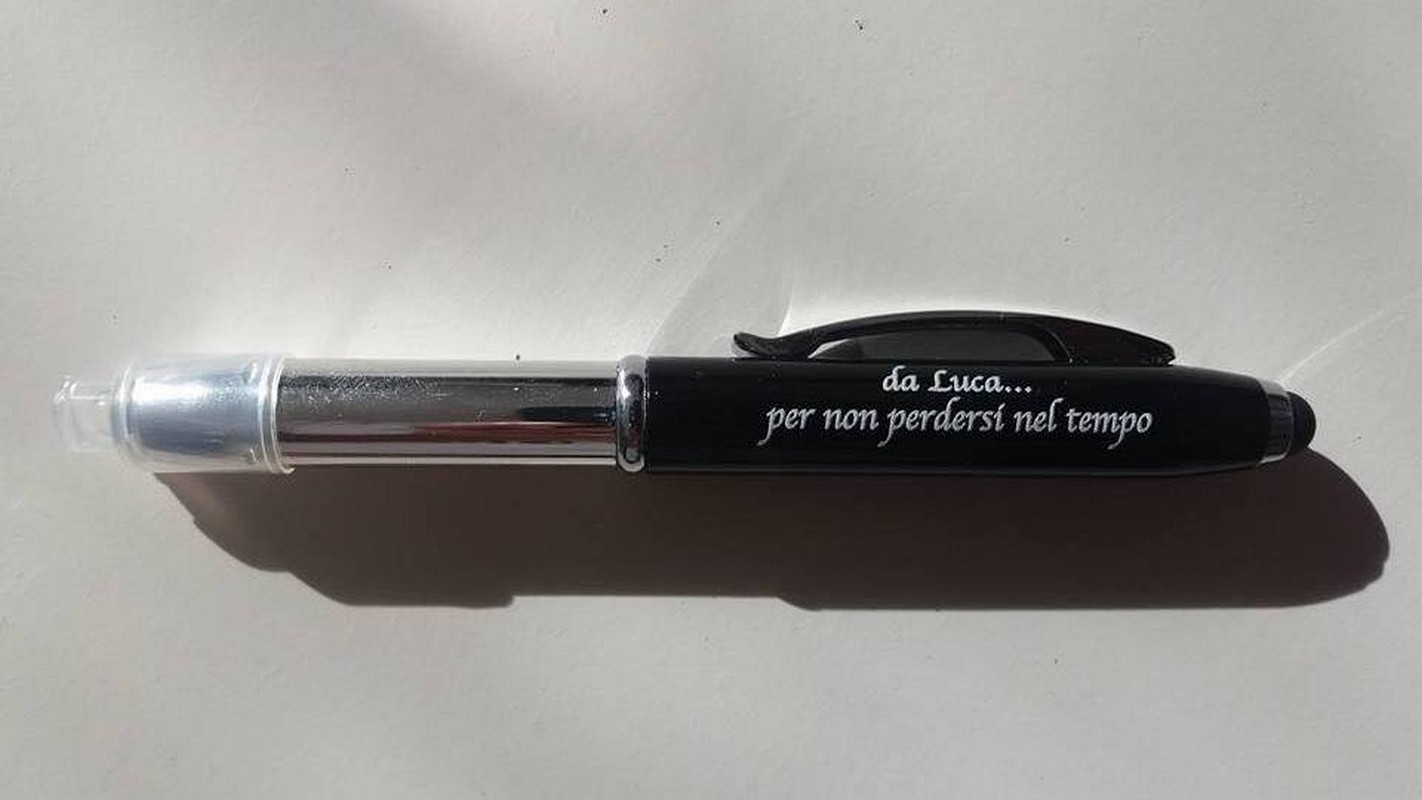 da Luca...
per non perdersi nel tempo